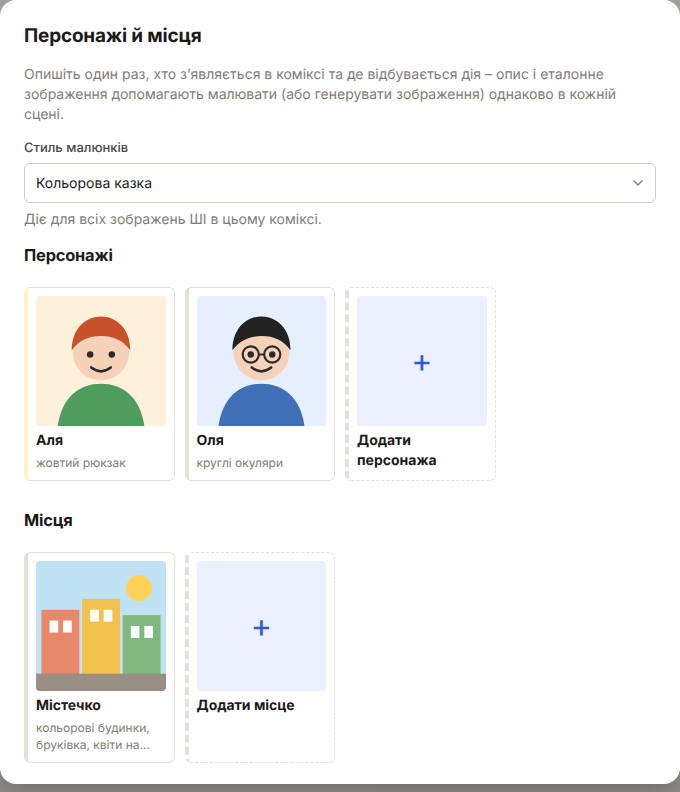 Персонажі й місця
Опишіть один раз, хто зʼявляється в коміксі та де відбувається дія – опис і еталонне
зображення допомагають малювати (або генерувати зображення) однаково в кожній
сцені.
Стиль малюнків
Кольорова казка
Діє для всіх зображень ШІ в цьому коміксі.
Персонажі
Аля
жовтий рюкзак
Оля
круглі окуляри
+
Додати
персонажа
Місця
Містечко
кольорові будинки,
бруківка, квіти на...
+
Додати місце